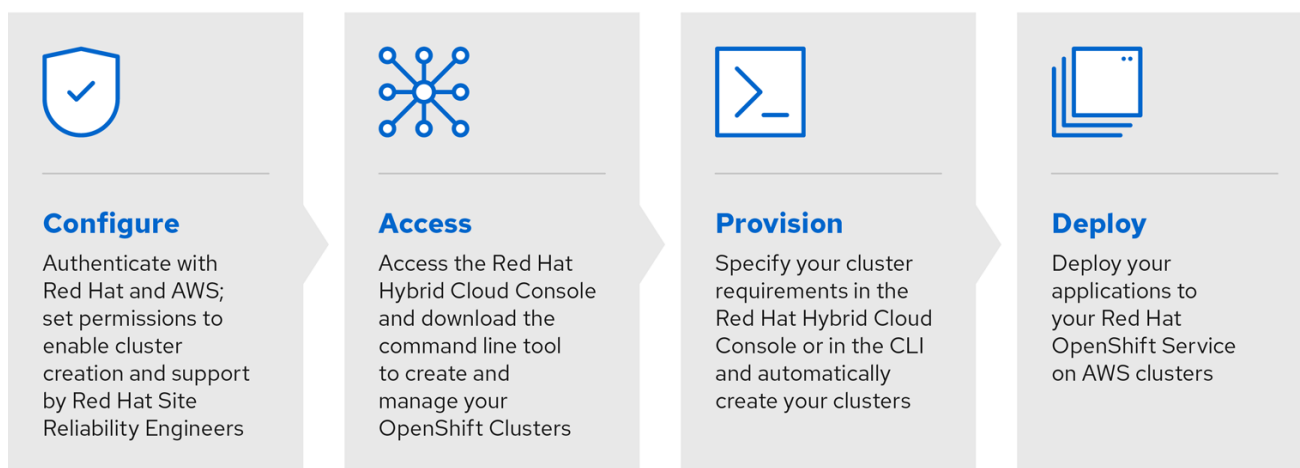 Configure
Authenticate with
Red Hat and AWS;
set permissions to
enable cluster
creation and support
by Red Hat Site
Reliability Engineers
Access
Access the Red Hat
Hybrid Cloud Console
and download the
command line tool
to create and
manage your
OpenShift Clusters
Provision
Specify your cluster
requirements in the
Red Hat Hybrid Cloud
Console or in the CLI
and automatically
create your clusters
Deploy
Deploy your
applications to
your Red Hat
OpenShift Service
on AWS clusters